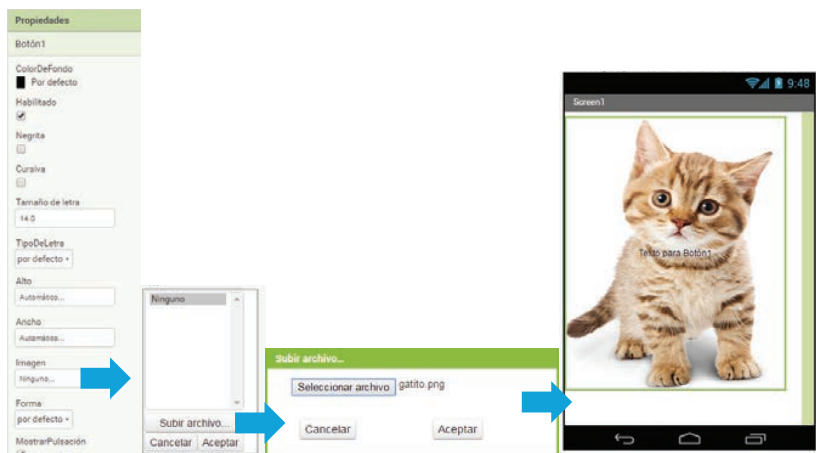 Propiedades
Botón1
ColorDeFondo
Por defecto
Habilitado
Negrita
Cursiva
Tamaño de letra
14.0
TipoDeLetra
por defecto
Alto
Automático...
Ancho
Automático...
Imagen
Ninguno...
Forma
por defecto
MostrarPulsación
Ninguno
Subir archivo...
Cancelar Aceptar
Subir archivo...
Seleccionar archivo gatito.png
Cancelar Aceptar
9:48
Screen1
Texto para Botón1